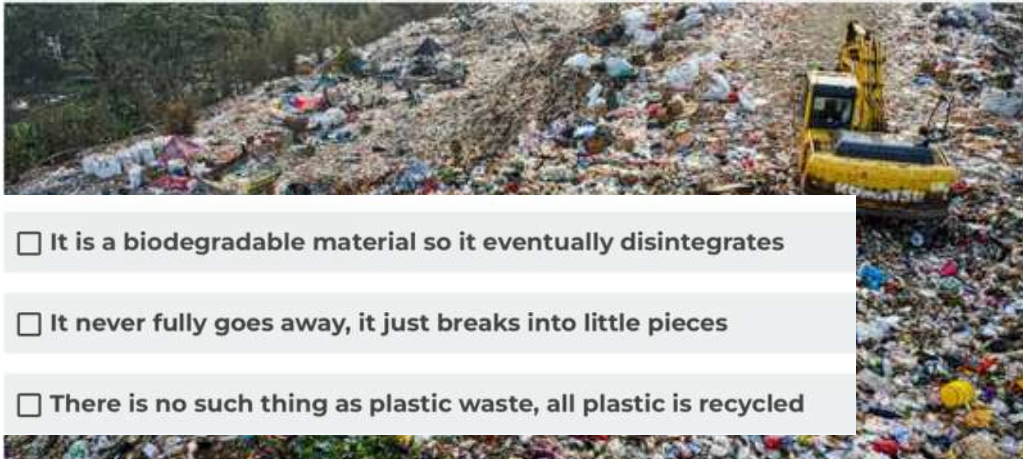 KOMATSU
It is a biodegradable material so it eventually disintegrates
It never fully goes away, it just breaks into little pieces
There is no such thing as plastic waste, all plastic is recycled